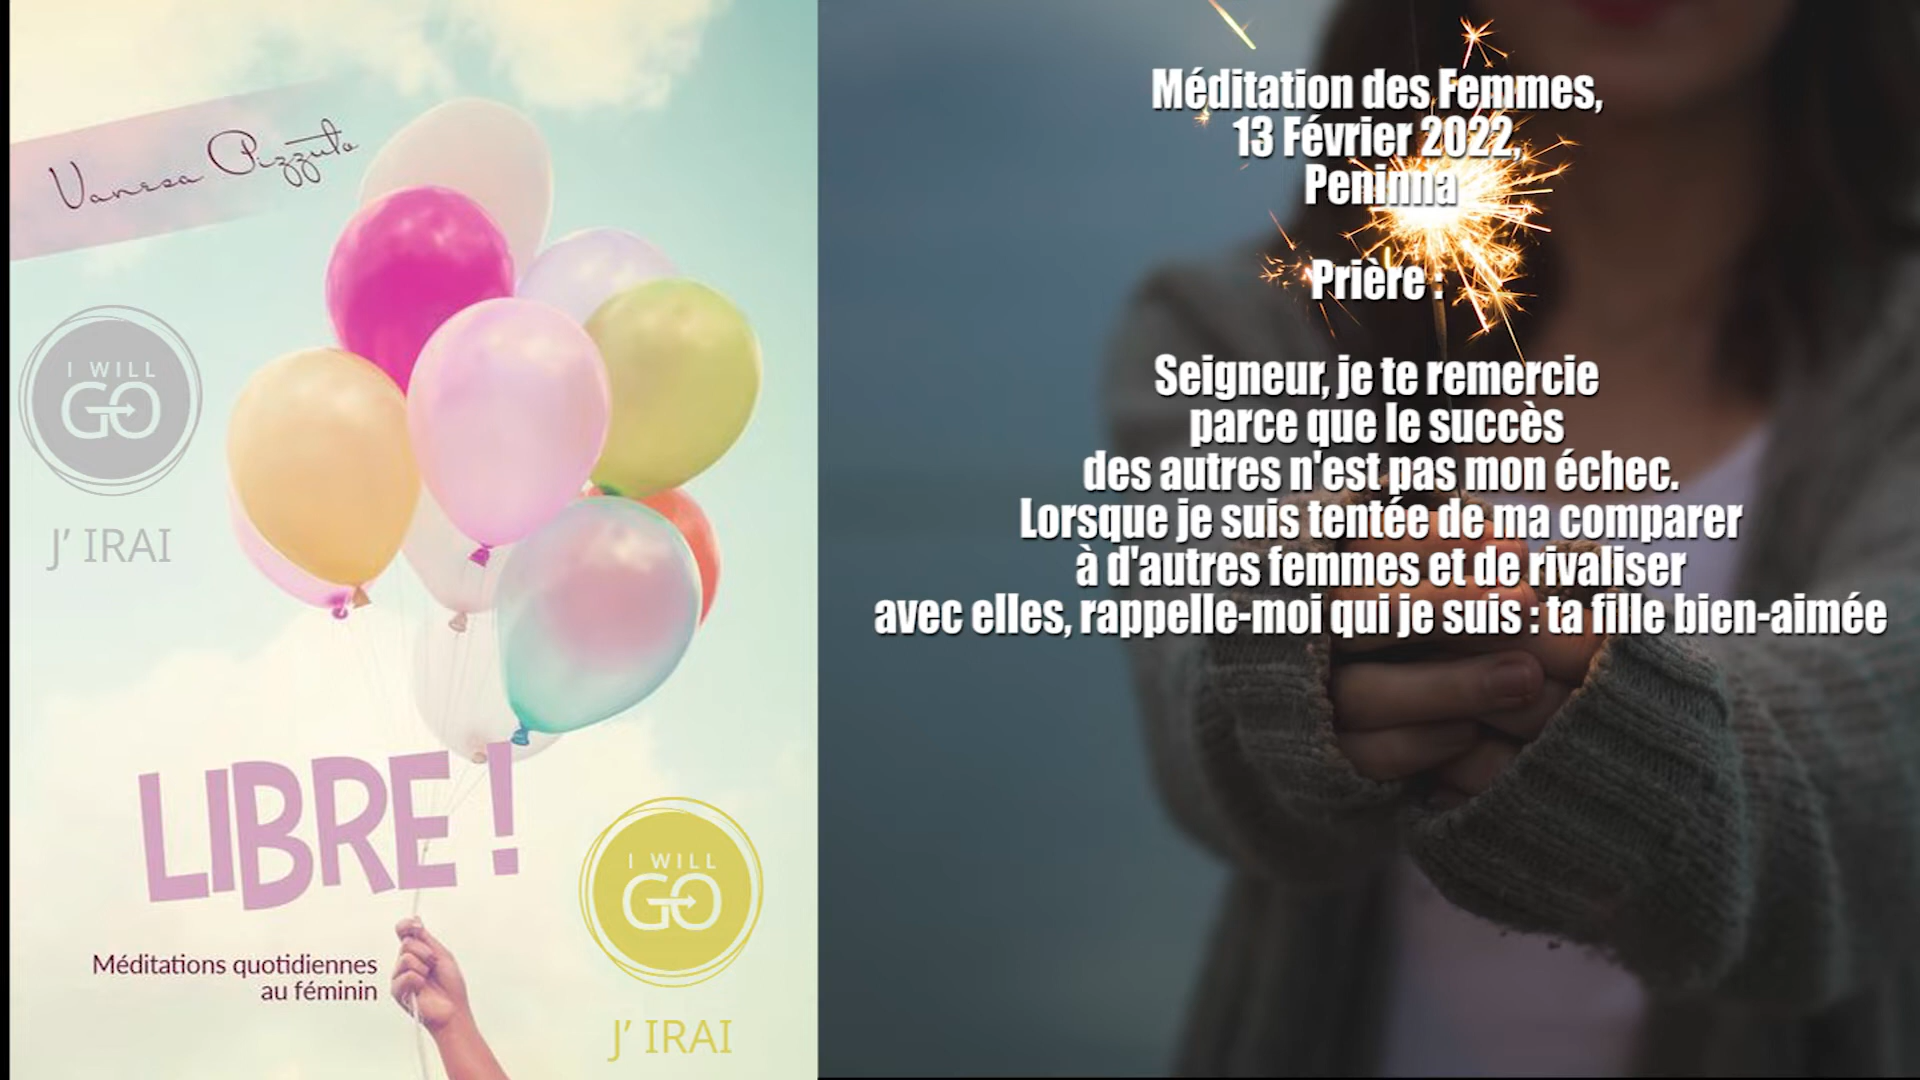 Vanesa Pizzuto
I WILL
GO
J' IRAI
LIBRE !
I WILL
GO
Méditations quotidiennes
au féminin
J' IRAI
Méditation des Femmes,
13 Février 2022,
Peninna
Prière :
Seigneur, je te remercie
parce que le succès
des autres n'est pas mon échec.
Lorsque je suis tentée de ma comparer
à d'autres femmes et de rivaliser
avec elles, rappelle-moi qui je suis : ta fille bien-aimée